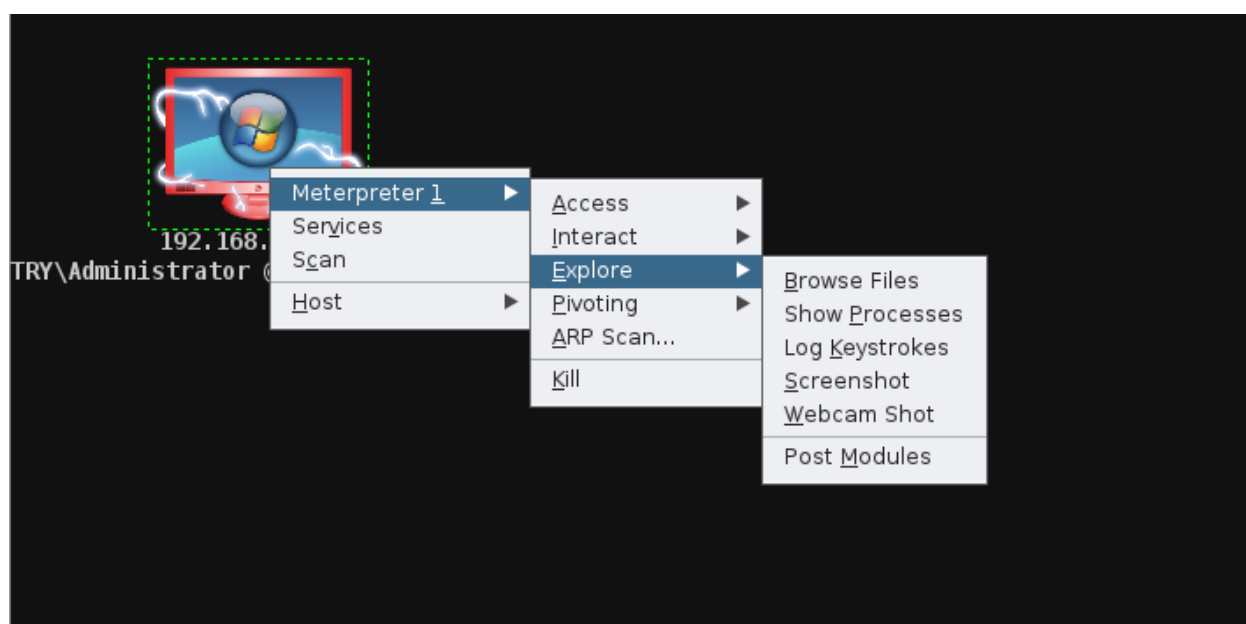 192.168.
TRY\Administrator
Meterpreter 1
Services
Scan
Host
Access
Interact
Explore
Pivoting
ARP Scan...
Kill
Browse Files
Show Processes
Log Keystrokes
Screenshot
Webcam Shot
Post Modules